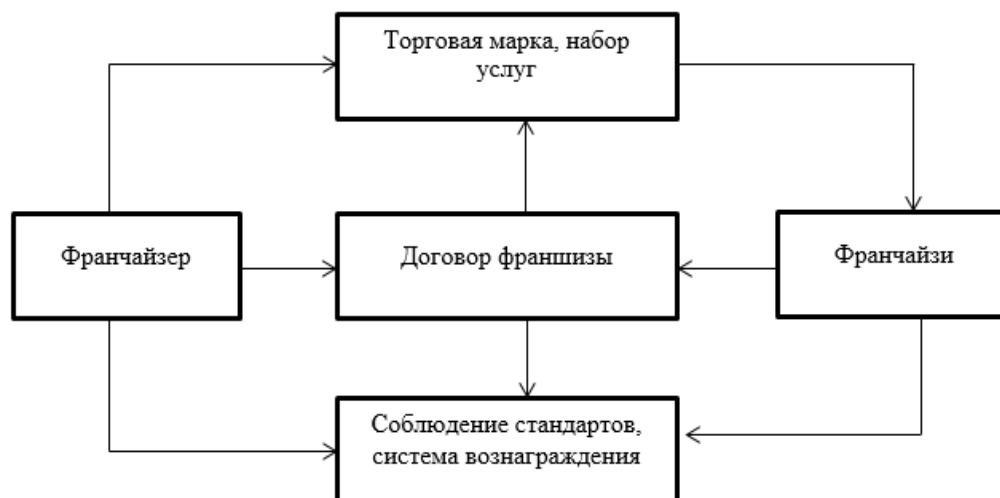 Торговая марка, набор
услуг
Франчайзер
Договор франшизы
Франчайзи
Соблюдение стандартов,
система вознаграждения